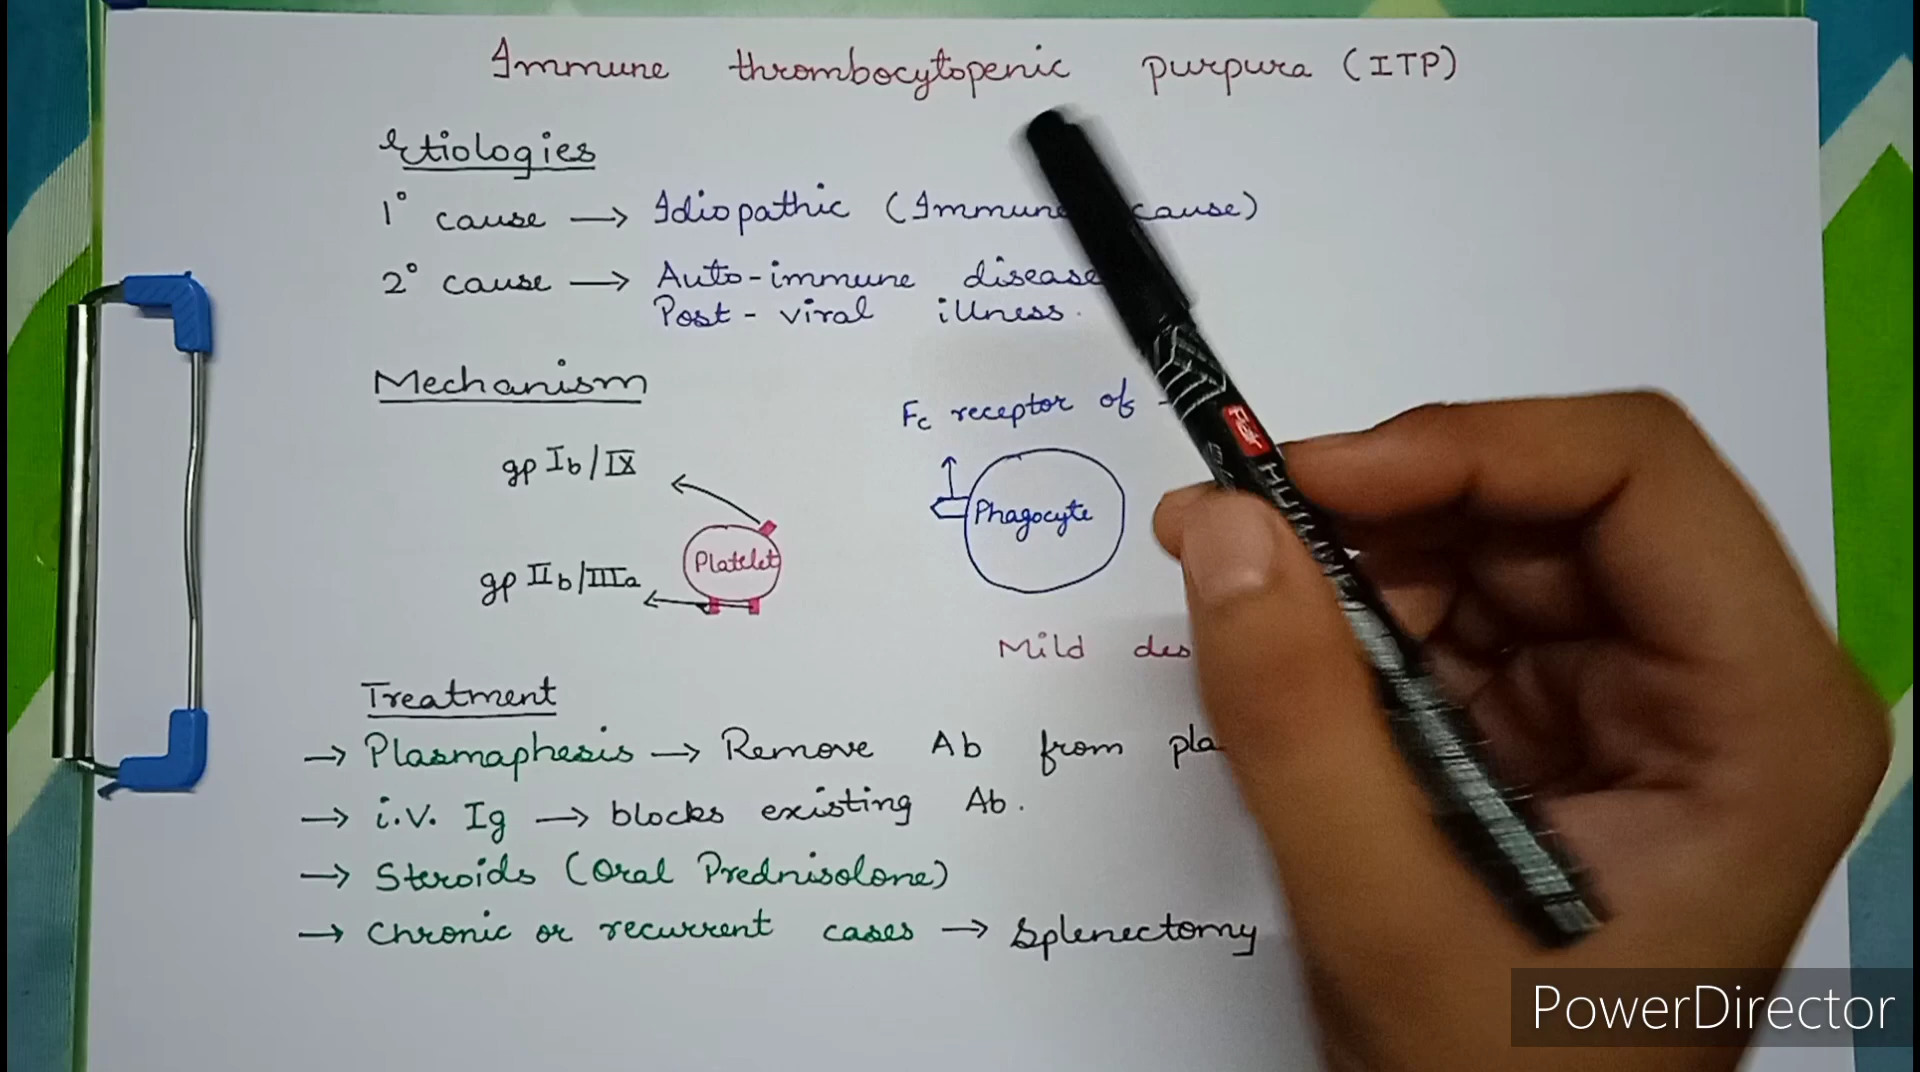 Immune thrombocytopenic purpura (ITP)
Etiologies
1° cause → Idiopathic (Immune cause)
2° cause → Auto-immune disease
Post-viral illness.
Mechanism
Fc receptor of
gp Ib/IX
Phagocyte
Platelet
gp IIb/IIIa
Mild des
Treatment
→ Plasmaphesis → Remove Ab from pla
→ i.v. Ig → blocks existing Ab.
→ Steroids (Oral Prednisolone)
→ Chronic or recurrent cases → Splenectomy
PowerDirector